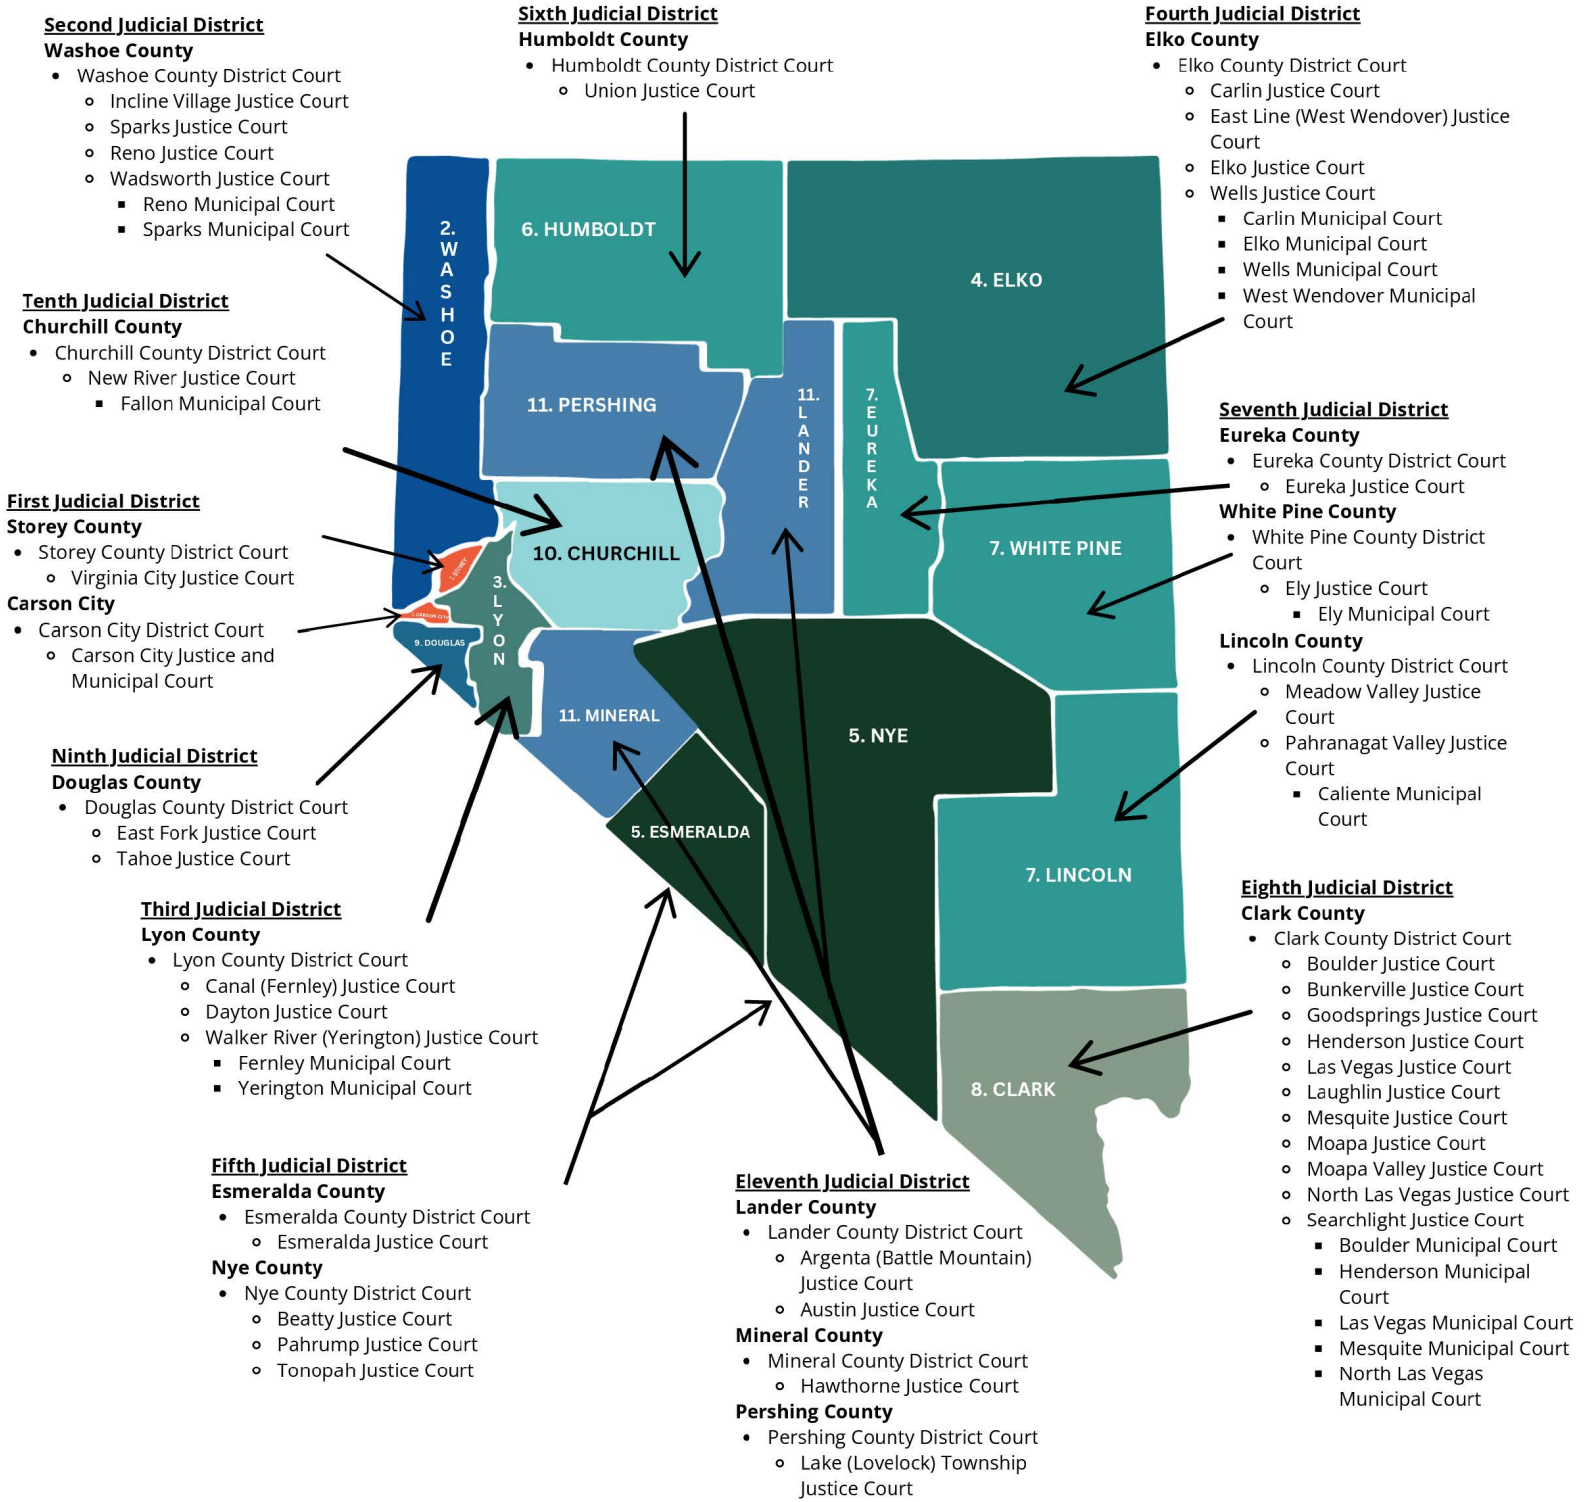 Second Judicial District
Washoe County
• Washoe County District Court
○ Incline Village Justice Court
○ Sparks Justice Court
○ Reno Justice Court
○ Wadsworth Justice Court
▪ Reno Municipal Court
▪ Sparks Municipal Court
Sixth Judicial District
Humboldt County
• Humboldt County District Court
○ Union Justice Court
Fourth Judicial District
Elko County
• Elko County District Court
○ Carlin Justice Court
○ East Line (West Wendover) Justice
Court
○ Elko Justice Court
○ Wells Justice Court
▪ Carlin Municipal Court
▪ Elko Municipal Court
▪ Wells Municipal Court
▪ West Wendover Municipal
Court
Tenth Judicial District
Churchill County
• Churchill County District Court
○ New River Justice Court
▪ Fallon Municipal Court
First Judicial District
Storey County
• Storey County District Court
○ Virginia City Justice Court
Carson City
• Carson City District Court
○ Carson City Justice and
Municipal Court
Ninth Judicial District
Douglas County
• Douglas County District Court
○ East Fork Justice Court
○ Tahoe Justice Court
Third Judicial District
Lyon County
• Lyon County District Court
○ Canal (Fernley) Justice Court
○ Dayton Justice Court
○ Walker River (Yerington) Justice Court
▪ Fernley Municipal Court
▪ Yerington Municipal Court
Fifth Judicial District
Esmeralda County
• Esmeralda County District Court
○ Esmeralda Justice Court
Nye County
• Nye County District Court
○ Beatty Justice Court
○ Pahrump Justice Court
○ Tonopah Justice Court
2. WASHOE
6. HUMBOLDT
4. ELKO
11. PERSHING
11. LANDER
7. EUREKA
10. CHURCHILL
7. WHITE PINE
1. STOREY
1. CARSON CITY
3. LYON
9. DOUGLAS
11. MINERAL
5. NYE
5. ESMERALDA
7. LINCOLN
8. CLARK
Seventh Judicial District
Eureka County
• Eureka County District Court
○ Eureka Justice Court
White Pine County
• White Pine County District
Court
○ Ely Justice Court
▪ Ely Municipal Court
Lincoln County
• Lincoln County District Court
○ Meadow Valley Justice
Court
○ Pahranagat Valley Justice
Court
▪ Caliente Municipal
Court
Eighth Judicial District
Clark County
• Clark County District Court
○ Boulder Justice Court
○ Bunkerville Justice Court
○ Goodsprings Justice Court
○ Henderson Justice Court
○ Las Vegas Justice Court
○ Laughlin Justice Court
○ Mesquite Justice Court
○ Moapa Justice Court
○ Moapa Valley Justice Court
○ North Las Vegas Justice Court
○ Searchlight Justice Court
▪ Boulder Municipal Court
▪ Henderson Municipal
Court
▪ Las Vegas Municipal Court
▪ Mesquite Municipal Court
▪ North Las Vegas
Municipal Court
Eleventh Judicial District
Lander County
• Lander County District Court
○ Argenta (Battle Mountain)
Justice Court
○ Austin Justice Court
Mineral County
• Mineral County District Court
○ Hawthorne Justice Court
Pershing County
• Pershing County District Court
○ Lake (Lovelock) Township
Justice Court